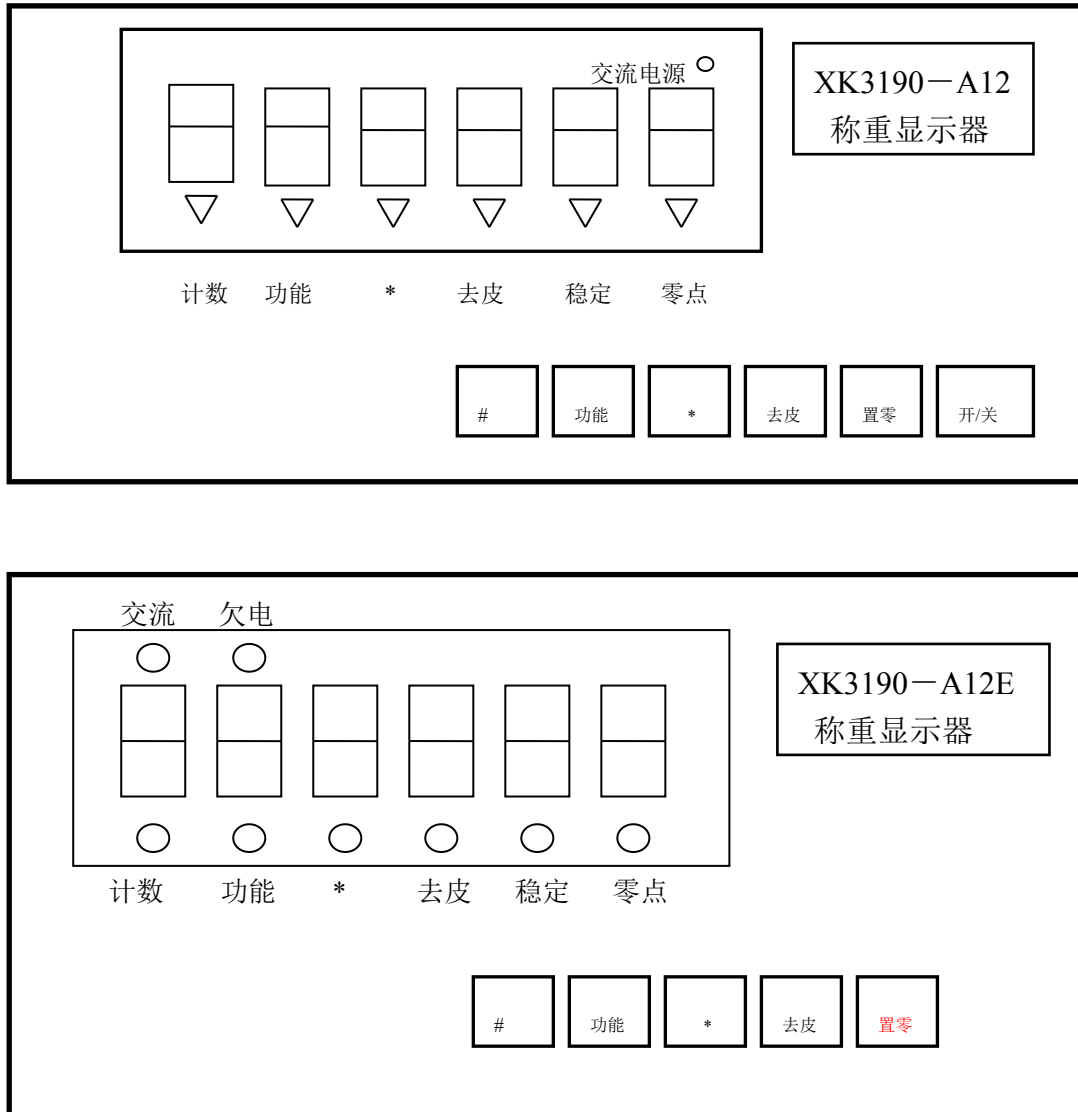 交流电源
XK3190－A12
称重显示器
计数 功能 * 去皮 稳定 零点
# 功能 * 去皮 置零 开/关
交流 欠电
XK3190－A12E
称重显示器
计数 功能 * 去皮 稳定 零点
# 功能 * 去皮 置零